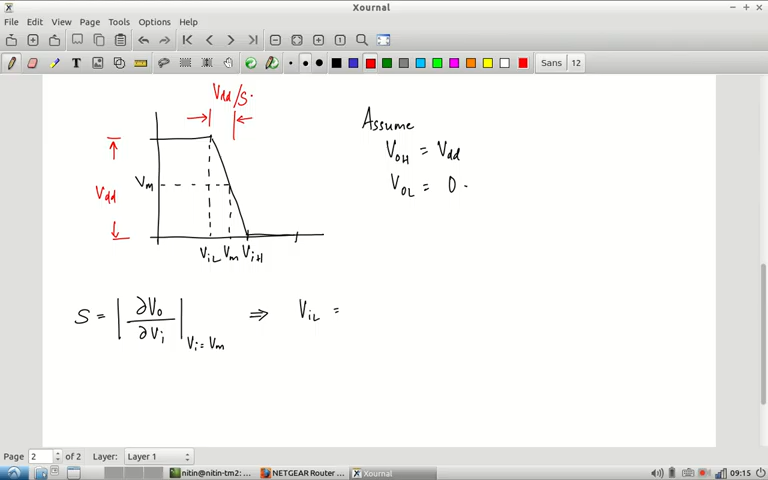 Xournal
File Edit View Page Tools Options Help
Sans 12
Vdd/S.
Assume
VOH = Vdd
Vm
Vdd
VOL = 0.
ViL Vm ViH
S = |∂Vo/∂Vi| Vi = Vm ⇒ ViL =
Page 2 of 2 Layer: Layer 1
nitin@nitin-tm2: NETGEAR Router Xournal 09:15